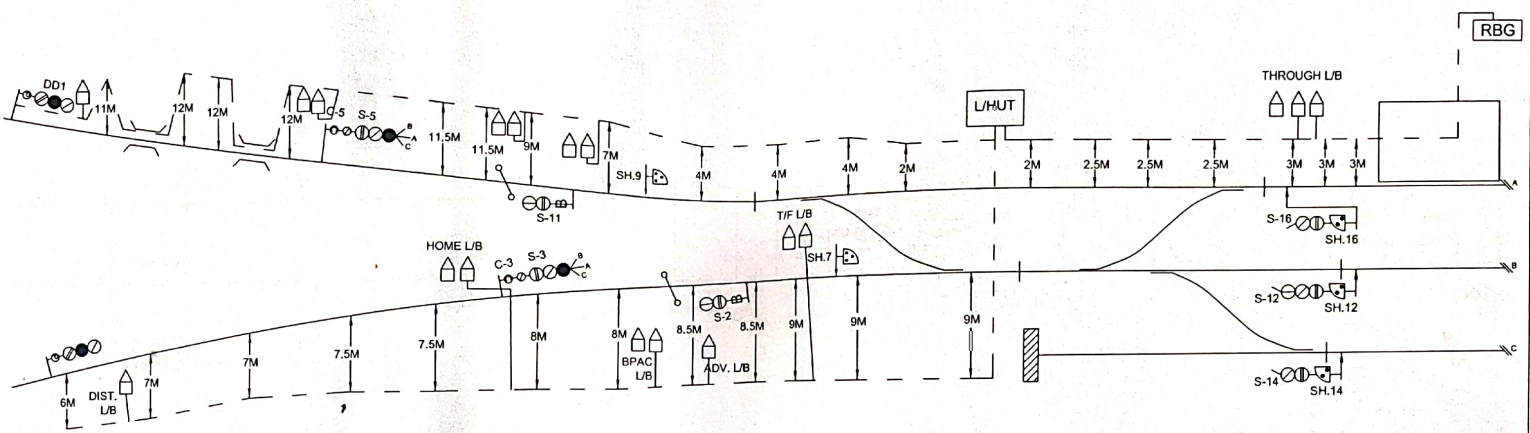 RBG
DD1
11M
12M
12M
12M
C-5
S-5
B
A
C
11.5M
11.5M
9M
7M
SH.9
4M
4M
4M
2M
L/HUT
THROUGH L/B
2M
2.5M
2.5M
2.5M
3M
3M
3M
A
S-11
S-16
SH.16
HOME L/B
C-3
S-3
B
A
C
T/F L/B
SH.7
B
S-2
S-12
SH.12
6M
DIST.
L/B
7M
7M
7.5M
7.5M
8M
8M
BPAC
L/B
8.5M
ADV. L/B
8.5M
9M
9M
9M
C
S-14
SH.14